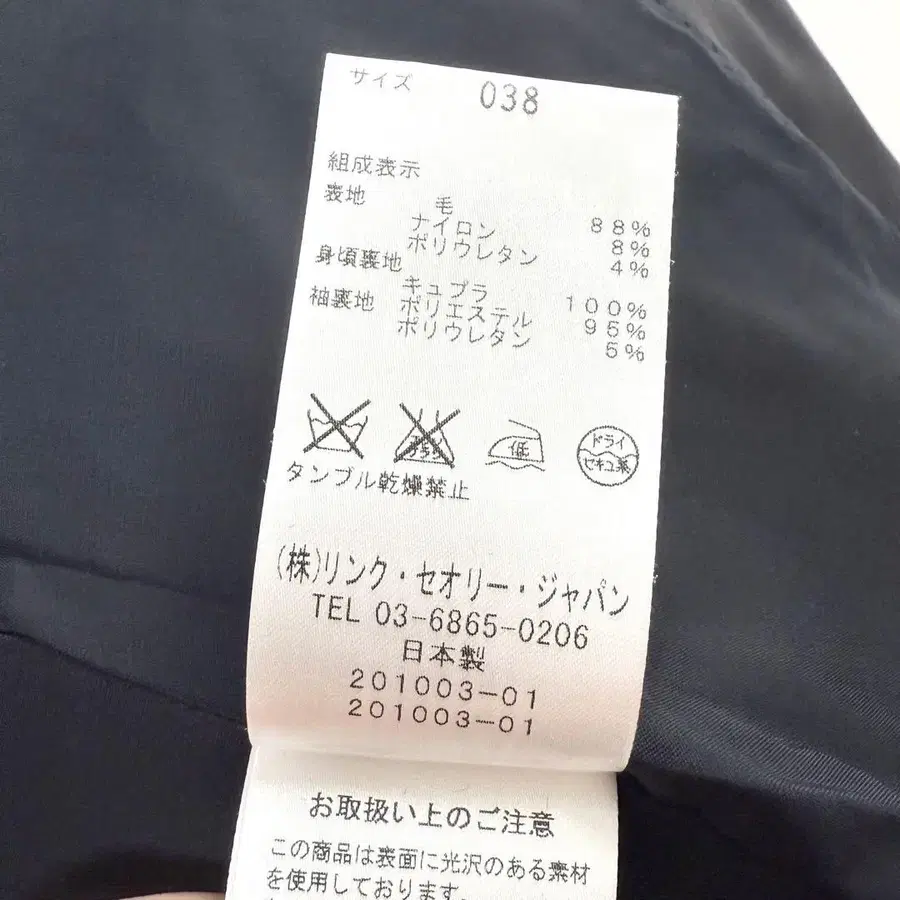 サイズ 038
組成表示
表地 毛 88%
ナイロン 8%
ポリウレタン 4%
身頃裏地 キュプラ 100%
袖裏地 ポリエステル 95%
ポリウレタン 5%
低 ドライ セキユ系
タンブル乾燥禁止
(株)リンク・セオリー・ジャパン
TEL 03-6865-0206
日本製
201003-01
201003-01
お取扱い上のご注意
この商品は表面に光沢のある素材
を使用しております。